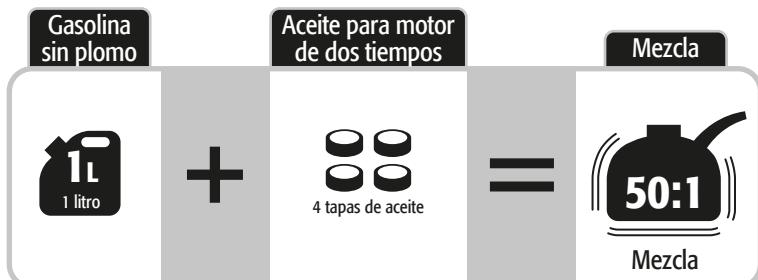 Gasolina
sin plomo
Aceite para motor
de dos tiempos
Mezcla
1L
1 litro
+
4 tapas de aceite
=
50:1
Mezcla